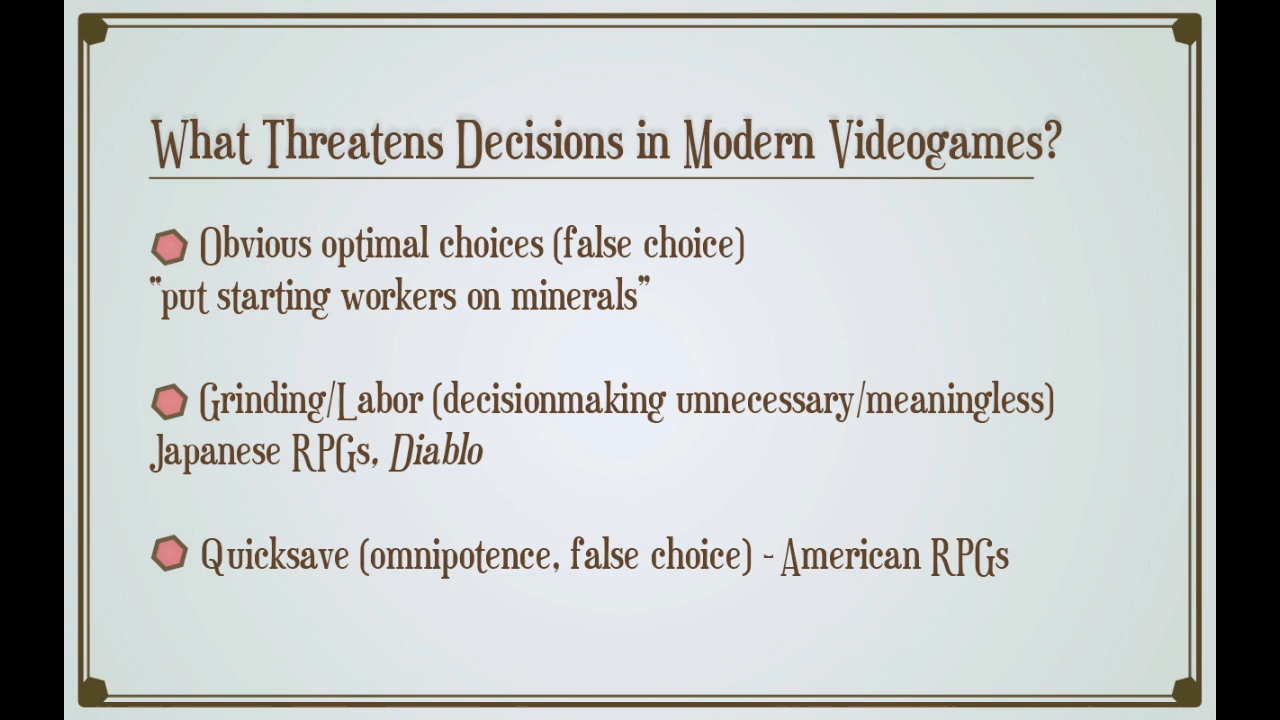 What Threatens Decisions in Modern Videogames?
Obvious optimal choices (false choice)
"put starting workers on minerals"
Grinding/Labor (decisionmaking unnecessary/meaningless)
Japanese RPGs, Diablo
Quicksave (omnipotence, false choice) - American RPGs